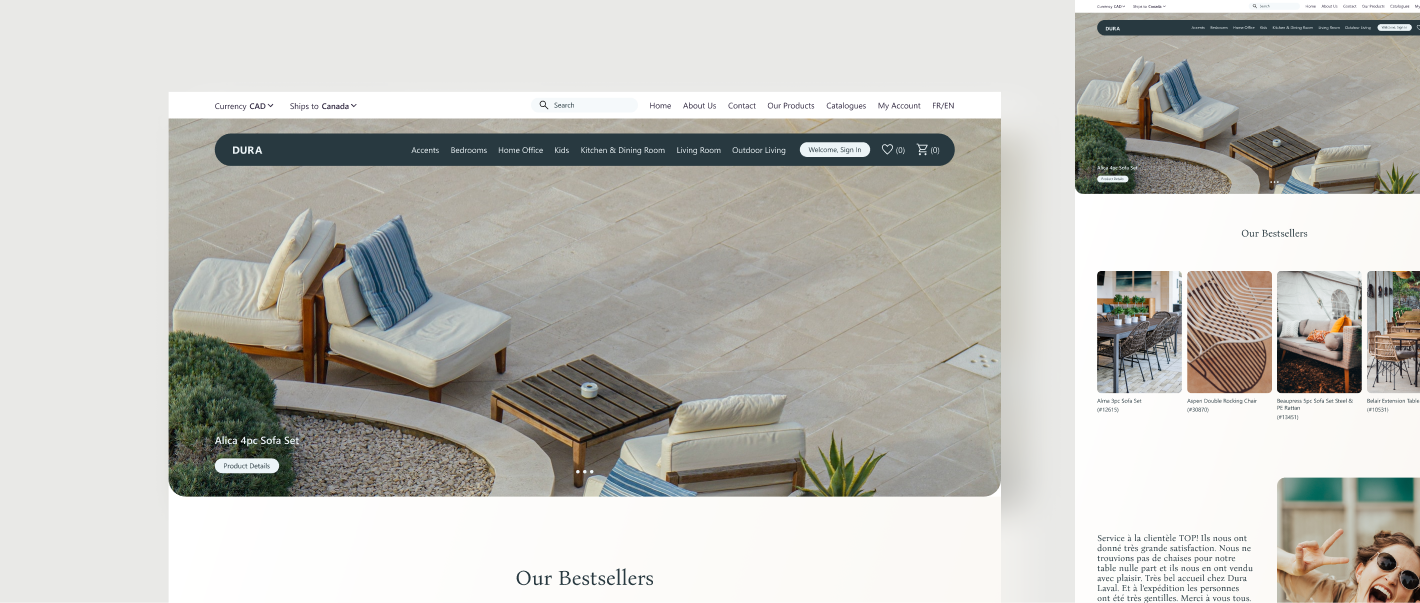 Currency CAD Ships to Canada Search Home About Us Contact Our Products Catalogues My Account FR/EN
DURA Accents Bedrooms Home Office Kids Kitchen & Dining Room Living Room Outdoor Living Welcome, Sign In (0) (0)
Alica 4pc Sofa Set
Product Details
Our Bestsellers
Currency CAD Ships to Canada Search Home About Us Contact Our Products Catalogues My
DURA Accents Bedrooms Home Office Kids Kitchen & Dining Room Living Room Outdoor Living Welcome, Sign In
Alica 4pc Sofa Set
Product Details
Our Bestsellers
Alma 3pc Sofa Set
(#12615)
Aspen Double Rocking Chair
(#30870)
Beaupress 5pc Sofa Set Steel &
PE Rattan
(#13451)
Belair Extension Table
(#10531)
Service à la clientèle TOP! Ils nous ont
donné très grande satisfaction. Nous ne
trouvions pas de chaises pour notre
table nulle part et ils nous en ont vendu
avec plaisir. Très bel accueil chez Dura
Laval. Et à l'expédition les personnes
ont été très gentilles. Merci à vous tous.